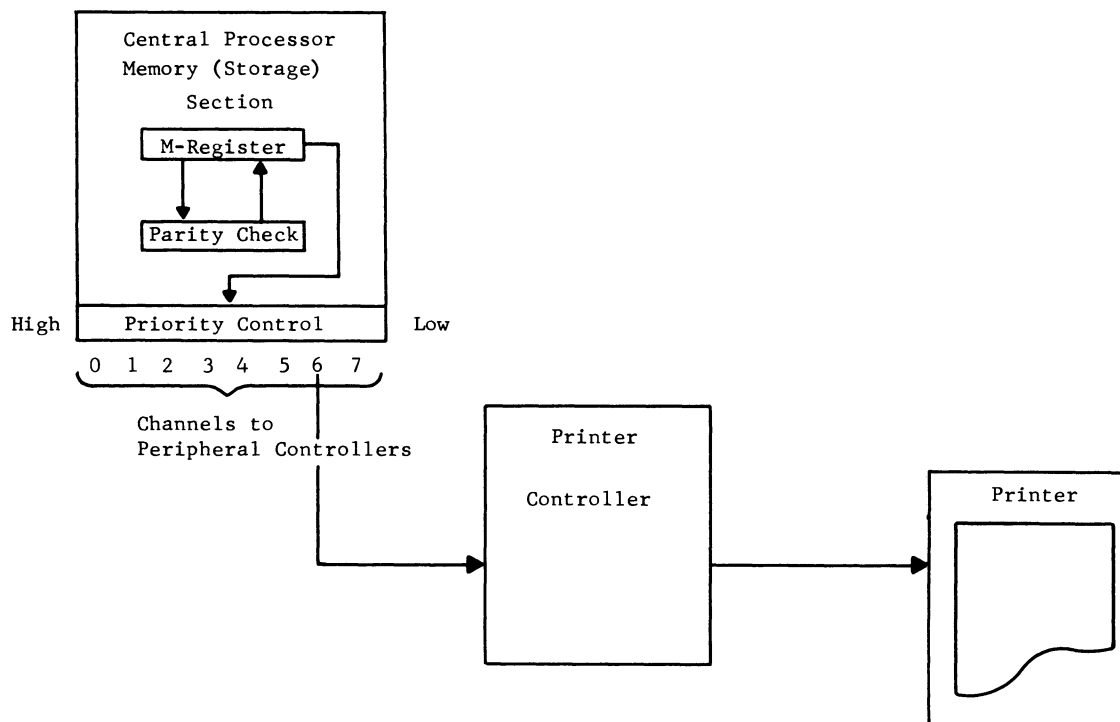 Central Processor
Memory (Storage)
Section
M-Register
Parity Check
High
Priority Control
Low
0 1 2 3 4 5 6 7
Channels to
Peripheral Controllers
Printer
Controller
Printer